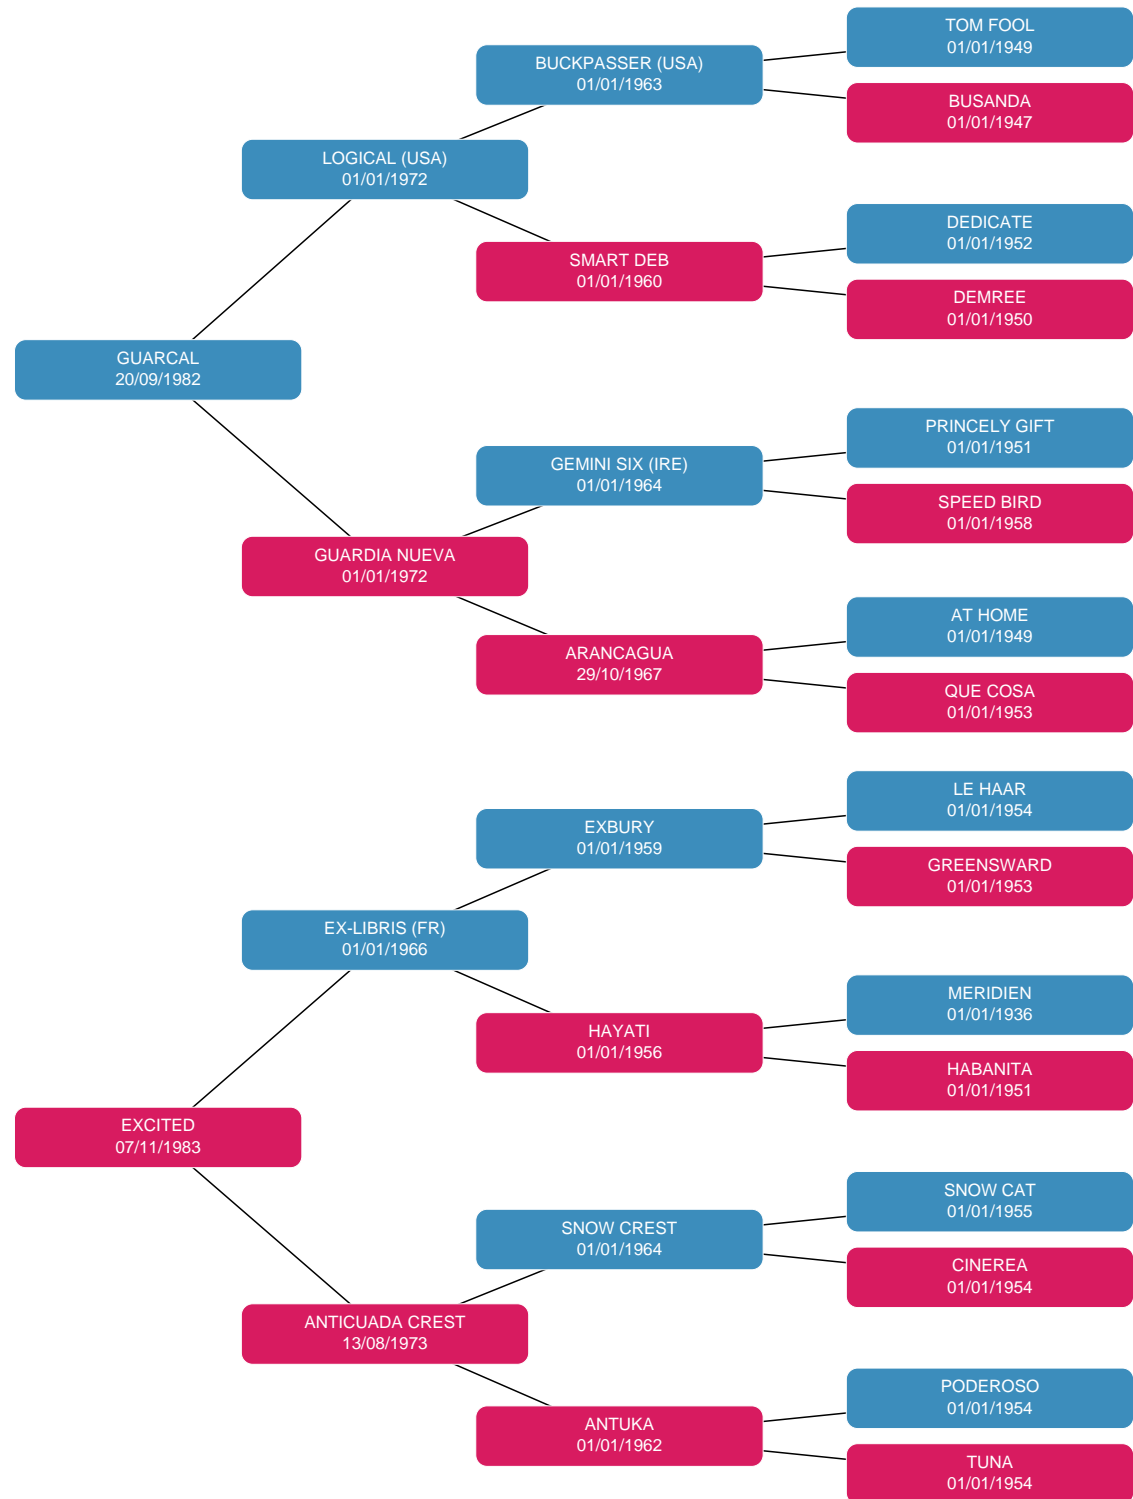 TOM FOOL
01/01/1949
BUCKPASSER (USA)
01/01/1963
BUSANDA
01/01/1947
LOGICAL (USA)
01/01/1972
DEDICATE
01/01/1952
SMART DEB
01/01/1960
DEMREE
01/01/1950
GUARCAL
20/09/1982
PRINCELY GIFT
01/01/1951
GEMINI SIX (IRE)
01/01/1964
SPEED BIRD
01/01/1958
GUARDIA NUEVA
01/01/1972
AT HOME
01/01/1949
ARANCAGUA
29/10/1967
QUE COSA
01/01/1953
LE HAAR
01/01/1954
EXBURY
01/01/1959
GREENSWARD
01/01/1953
EX-LIBRIS (FR)
01/01/1966
MERIDIEN
01/01/1936
HAYATI
01/01/1956
HABANITA
01/01/1951
EXCITED
07/11/1983
SNOW CAT
01/01/1955
SNOW CREST
01/01/1964
CINEREA
01/01/1954
ANTICUADA CREST
13/08/1973
PODEROSO
01/01/1954
ANTUKA
01/01/1962
TUNA
01/01/1954